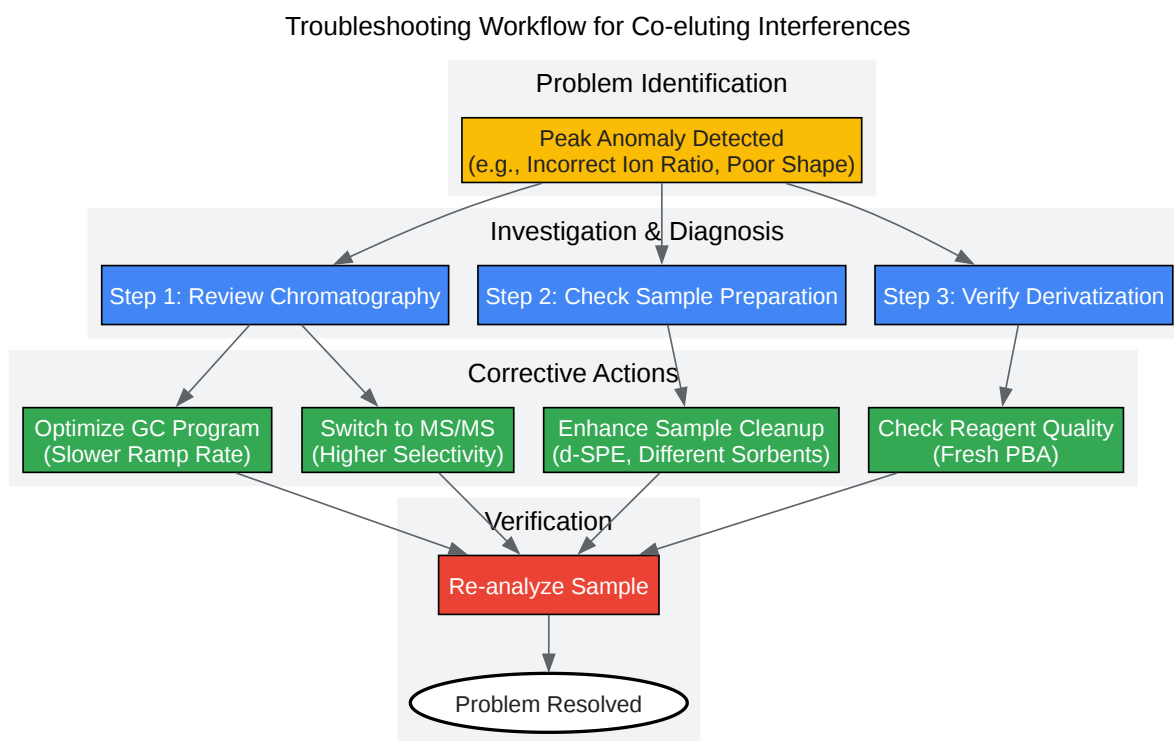 Troubleshooting Workflow for Co-eluting Interferences
Problem Identification
Peak Anomaly Detected
(e.g., Incorrect Ion Ratio, Poor Shape)
Investigation & Diagnosis
Step 1: Review Chromatography
Step 2: Check Sample Preparation
Step 3: Verify Derivatization
Corrective Actions
Optimize GC Program
(Slower Ramp Rate)
Switch to MS/MS
(Higher Selectivity)
Enhance Sample Cleanup
(d-SPE, Different Sorbents)
Check Reagent Quality
(Fresh PBA)
Verification
Re-analyze Sample
Problem Resolved